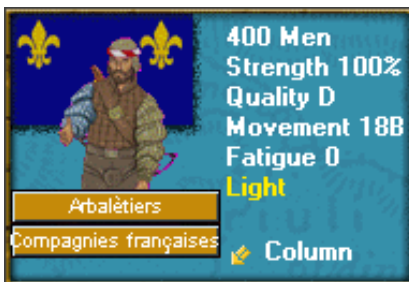 400 Men
Strength 100%
Quality D
Movement 18B
Fatigue 0
Light
Arbalètiers
Compagnies françaises
Column